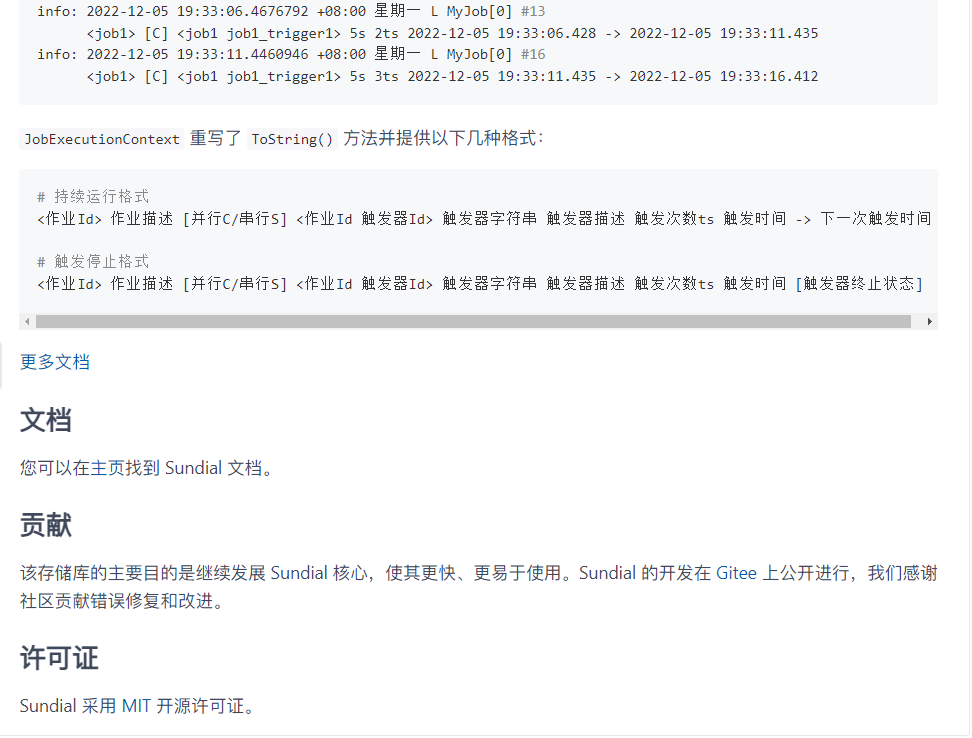 info: 2022-12-05 19:33:06.4676792 +08:00 星期一 L MyJob[0] #13
<job1> [C] <job1 job1_trigger1> 5s 2ts 2022-12-05 19:33:06.428 -> 2022-12-05 19:33:11.435
info: 2022-12-05 19:33:11.4460946 +08:00 星期一 L MyJob[0] #16
<job1> [C] <job1 job1_trigger1> 5s 3ts 2022-12-05 19:33:11.435 -> 2022-12-05 19:33:16.412
JobExecutionContext 重写了 ToString() 方法并提供以下几种格式：
# 持续运行格式
<作业Id> 作业描述 [并行C/串行S] <作业Id 触发器Id> 触发器字符串 触发器描述 触发次数ts 触发时间 -> 下一次触发时间
# 触发停止格式
<作业Id> 作业描述 [并行C/串行S] <作业Id 触发器Id> 触发器字符串 触发器描述 触发次数ts 触发时间 [触发器终止状态]
更多文档
文档
您可以在主页找到 Sundial 文档。
贡献
该存储库的主要目的是继续发展 Sundial 核心，使其更快、更易于使用。Sundial 的开发在 Gitee 上公开进行，我们感谢
社区贡献错误修复和改进。
许可证
Sundial 采用 MIT 开源许可证。